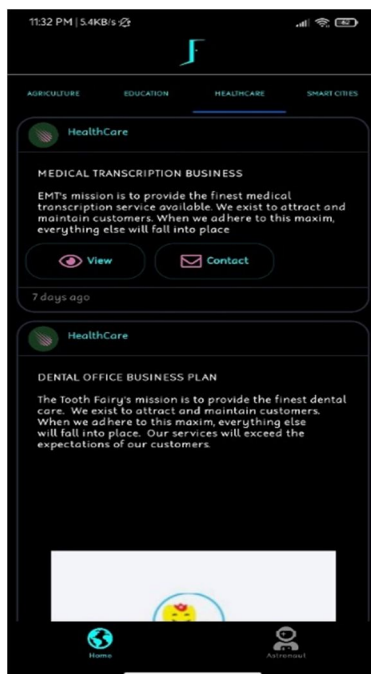 11:32 PM | 5.4KB/s
62
F
AGRICULTURE EDUCATION HEALTHCARE SMART CITIES
HealthCare
MEDICAL TRANSCRIPTION BUSINESS
EMT's mission is to provide the finest medical
transcription service available. We exist to attract and
maintain customers. When we adhere to this maxim,
everything else will fall into place
View Contact
7 days ago
HealthCare
DENTAL OFFICE BUSINESS PLAN
The Tooth Fairy's mission is to provide the finest dental
care. We exist to attract and maintain customers.
When we adhere to this maxim, everything else
will fall into place. Our services will exceed the
expectations of our customers.
Home Astronaut